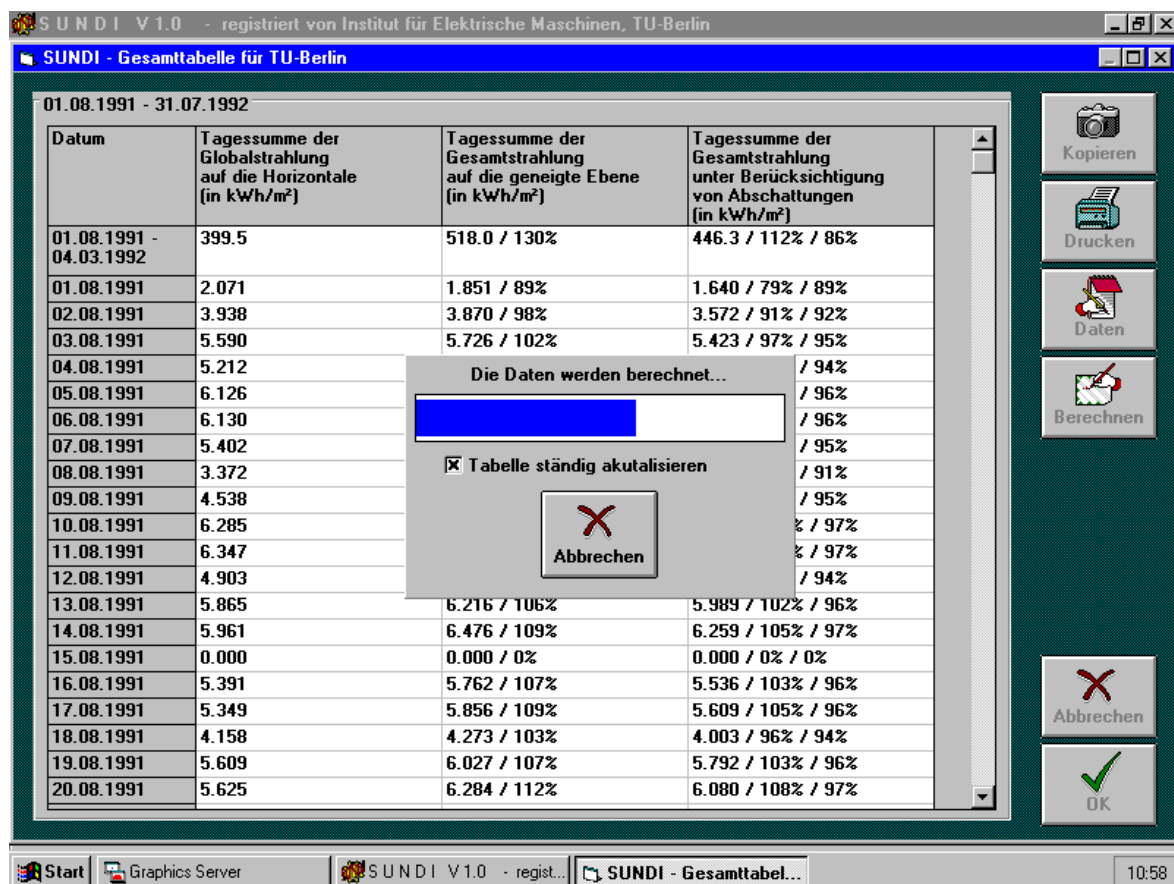 S U N D I   V 1.0   - registriert von Institut für Elektrische Maschinen, TU-Berlin
SUNDI - Gesamttabelle für TU-Berlin
01.08.1991 - 31.07.1992
Datum
Tagessumme der
Globalstrahlung
auf die Horizontale
(in kWh/m²)
Tagessumme der
Gesamtstrahlung
auf die geneigte Ebene
(in kWh/m²)
Tagessumme der
Gesamtstrahlung
unter Berücksichtigung
von Abschattungen
(in kWh/m²)
01.08.1991 -
04.03.1992
399.5 518.0 / 130% 446.3 / 112% / 86%
01.08.1991 2.071 1.851 / 89% 1.640 / 79% / 89%
02.08.1991 3.938 3.870 / 98% 3.572 / 91% / 92%
03.08.1991 5.590 5.726 / 102% 5.423 / 97% / 95%
04.08.1991 5.212 / 94%
05.08.1991 6.126 / 96%
06.08.1991 6.130 / 96%
07.08.1991 5.402 / 95%
08.08.1991 3.372 / 91%
09.08.1991 4.538 / 95%
10.08.1991 6.285 % / 97%
11.08.1991 6.347 % / 97%
12.08.1991 4.903 / 94%
13.08.1991 5.865 6.216 / 106% 5.989 / 102% / 96%
14.08.1991 5.961 6.476 / 109% 6.259 / 105% / 97%
15.08.1991 0.000 0.000 / 0% 0.000 / 0% / 0%
16.08.1991 5.391 5.762 / 107% 5.536 / 103% / 96%
17.08.1991 5.349 5.856 / 109% 5.609 / 105% / 96%
18.08.1991 4.158 4.273 / 103% 4.003 / 96% / 94%
19.08.1991 5.609 6.027 / 107% 5.792 / 103% / 96%
20.08.1991 5.625 6.284 / 112% 6.080 / 108% / 97%
Die Daten werden berechnet...
Tabelle ständig akutalisieren
Abbrechen
Kopieren
Drucken
Daten
Berechnen
Abbrechen
OK
Start
Graphics Server
S U N D I   V 1.0   - regist...
SUNDI - Gesamttabel...
10:58